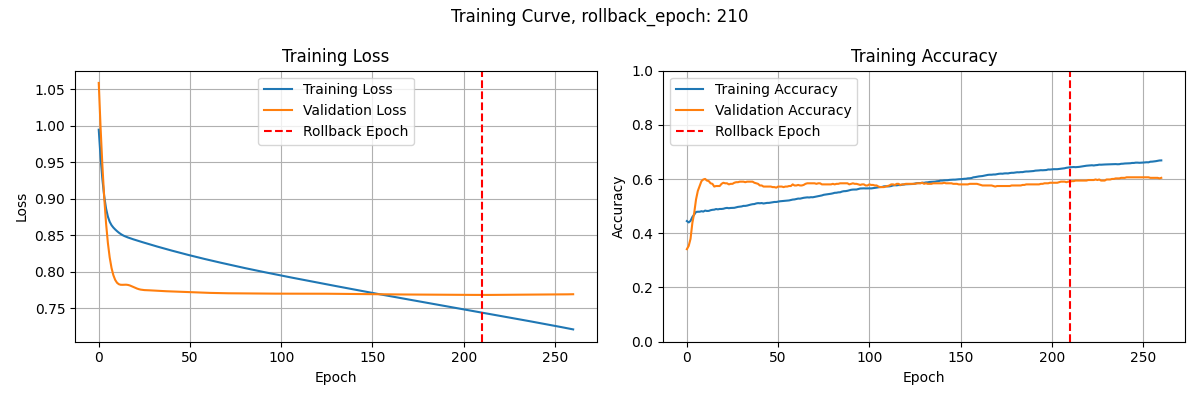 Training Curve, rollback_epoch: 210
Training Loss
Training Loss
Validation Loss
Rollback Epoch
1.05
1.00
0.95
0.90
0.85
0.80
0.75
Loss
0 50 100 150 200 250
Epoch
Training Accuracy
Training Accuracy
Validation Accuracy
Rollback Epoch
1.0
0.8
0.6
0.4
0.2
0.0
Accuracy
0 50 100 150 200 250
Epoch